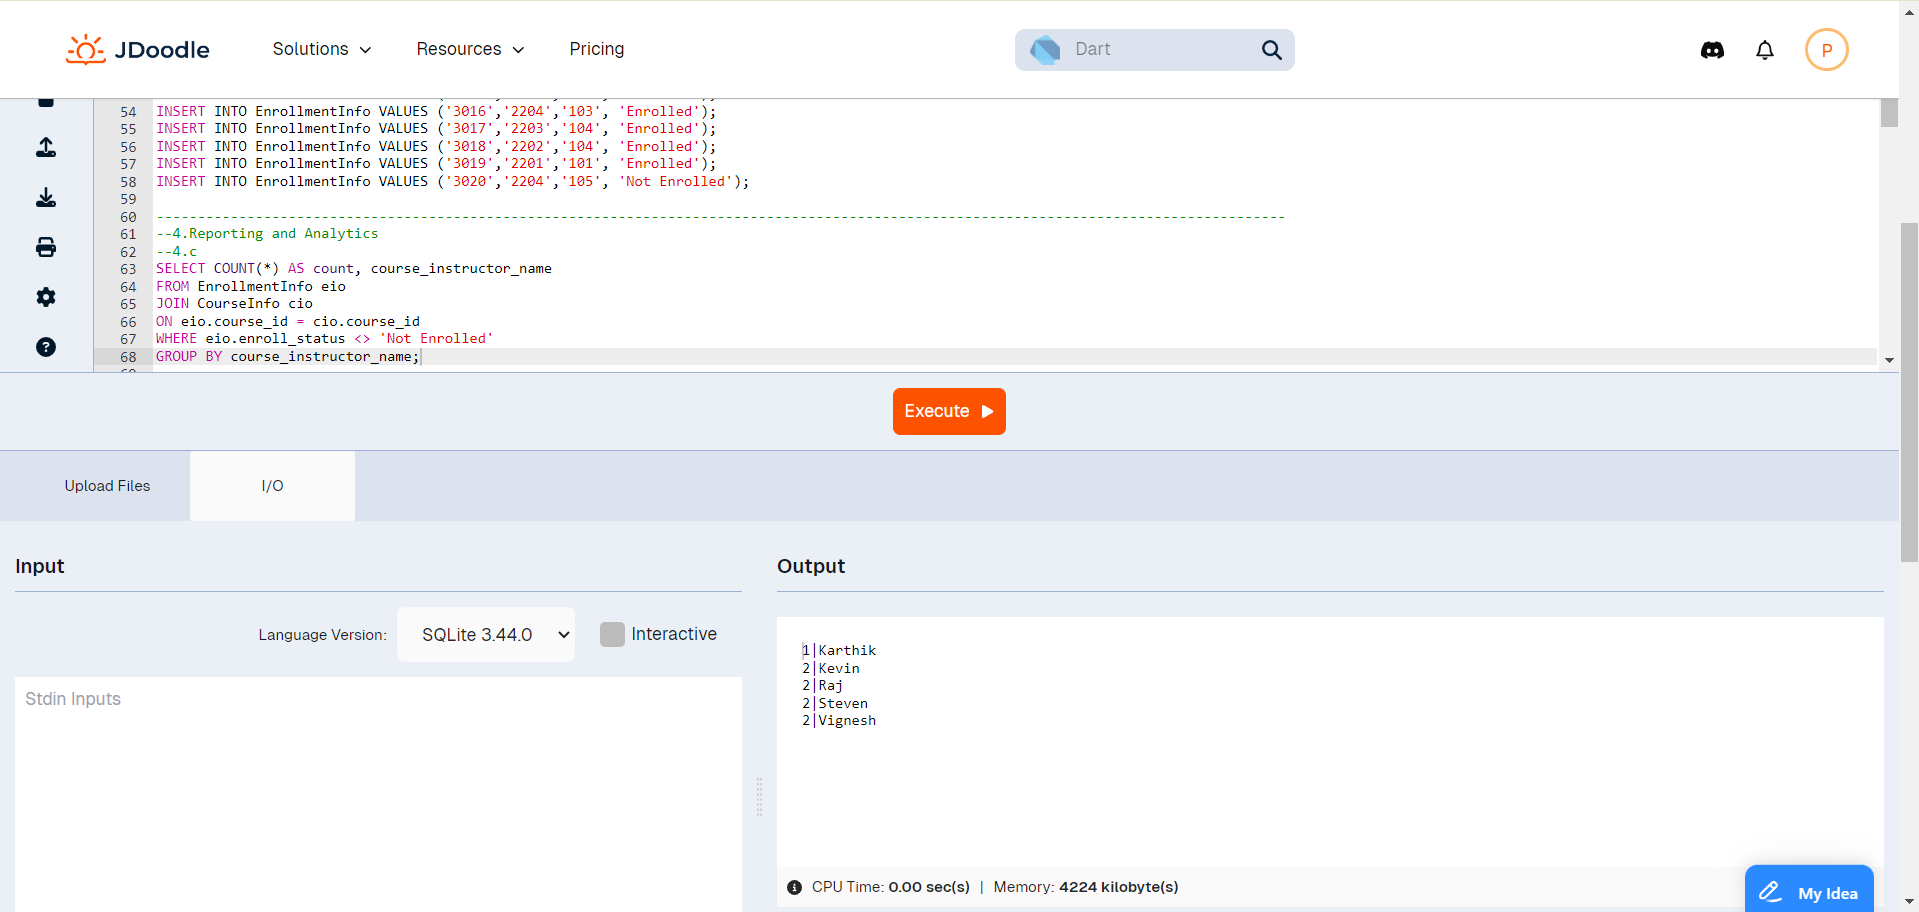 JDoodle Solutions Resources Pricing Dart P
54 INSERT INTO EnrollmentInfo VALUES ('3016','2204','103', 'Enrolled');
55 INSERT INTO EnrollmentInfo VALUES ('3017','2203','104', 'Enrolled');
56 INSERT INTO EnrollmentInfo VALUES ('3018','2202','104', 'Enrolled');
57 INSERT INTO EnrollmentInfo VALUES ('3019','2201','101', 'Enrolled');
58 INSERT INTO EnrollmentInfo VALUES ('3020','2204','105', 'Not Enrolled');
59
60 -----------------------------------------------------------------------------------------------------------------------------------------
61 --4.Reporting and Analytics
62 --4.c
63 SELECT COUNT(*) AS count, course_instructor_name
64 FROM EnrollmentInfo eio
65 JOIN CourseInfo cio
66 ON eio.course_id = cio.course_id
67 WHERE eio.enroll_status <> 'Not Enrolled'
68 GROUP BY course_instructor_name;
Execute
Upload Files I/O
Input
Language Version: SQLite 3.44.0 Interactive
Stdin Inputs
Output
1|Karthik
2|Kevin
2|Raj
2|Steven
2|Vignesh
CPU Time: 0.00 sec(s) | Memory: 4224 kilobyte(s)
My Idea